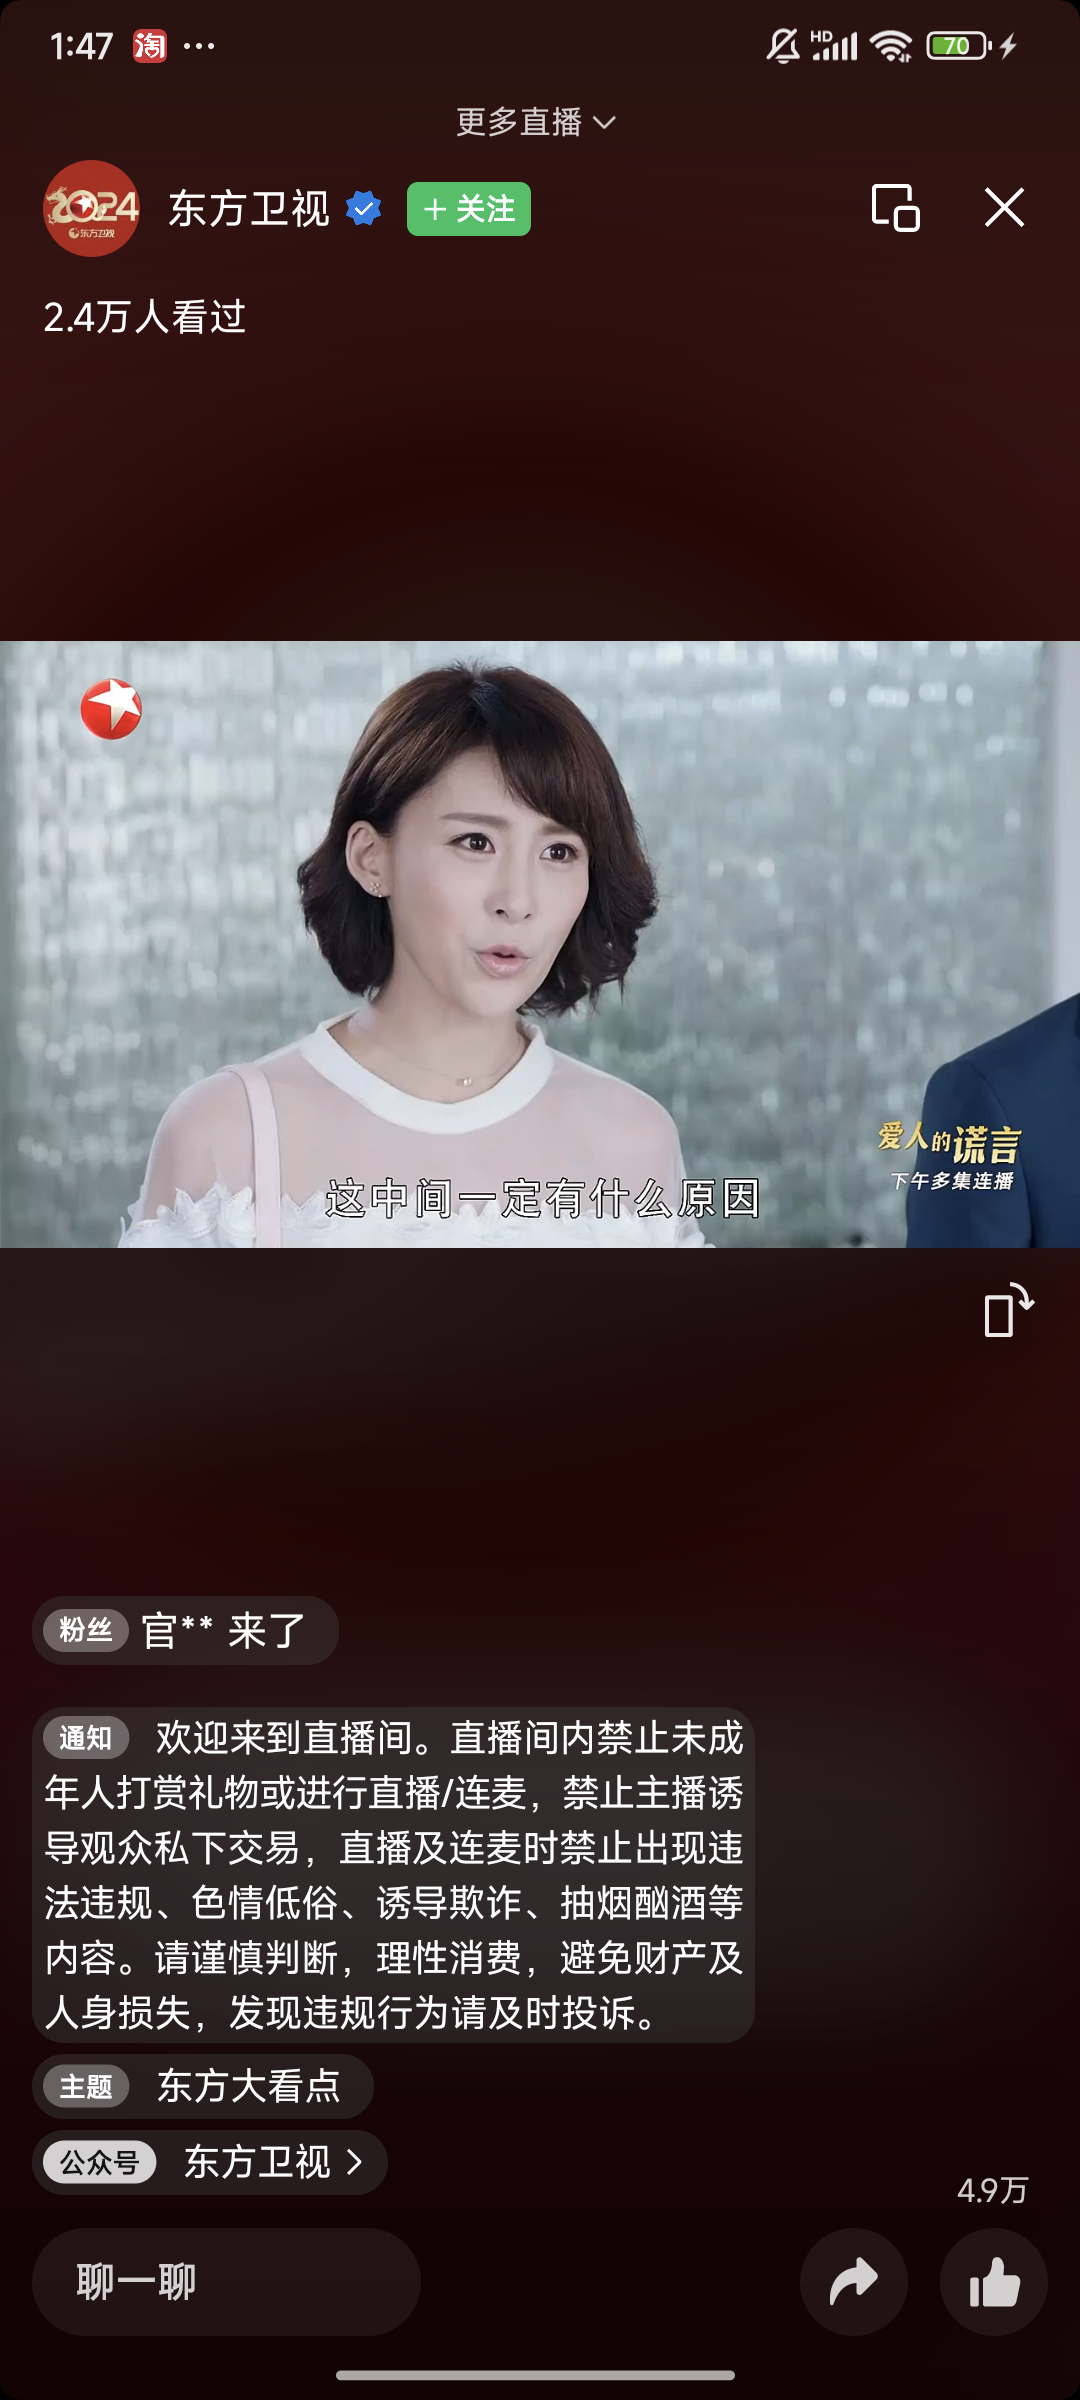 1:47 淘 ...
HD 70
更多直播
2024
东方卫视
东方卫视
+ 关注
2.4万人看过
爱人的谎言
下午多集连播
这中间一定有什么原因
粉丝 官** 来了
通知 欢迎来到直播间。直播间内禁止未成
年人打赏礼物或进行直播/连麦，禁止主播诱
导观众私下交易，直播及连麦时禁止出现违
法违规、色情低俗、诱导欺诈、抽烟酗酒等
内容。请谨慎判断，理性消费，避免财产及
人身损失，发现违规行为请及时投诉。
主题 东方大看点
公众号 东方卫视
4.9万
聊一聊